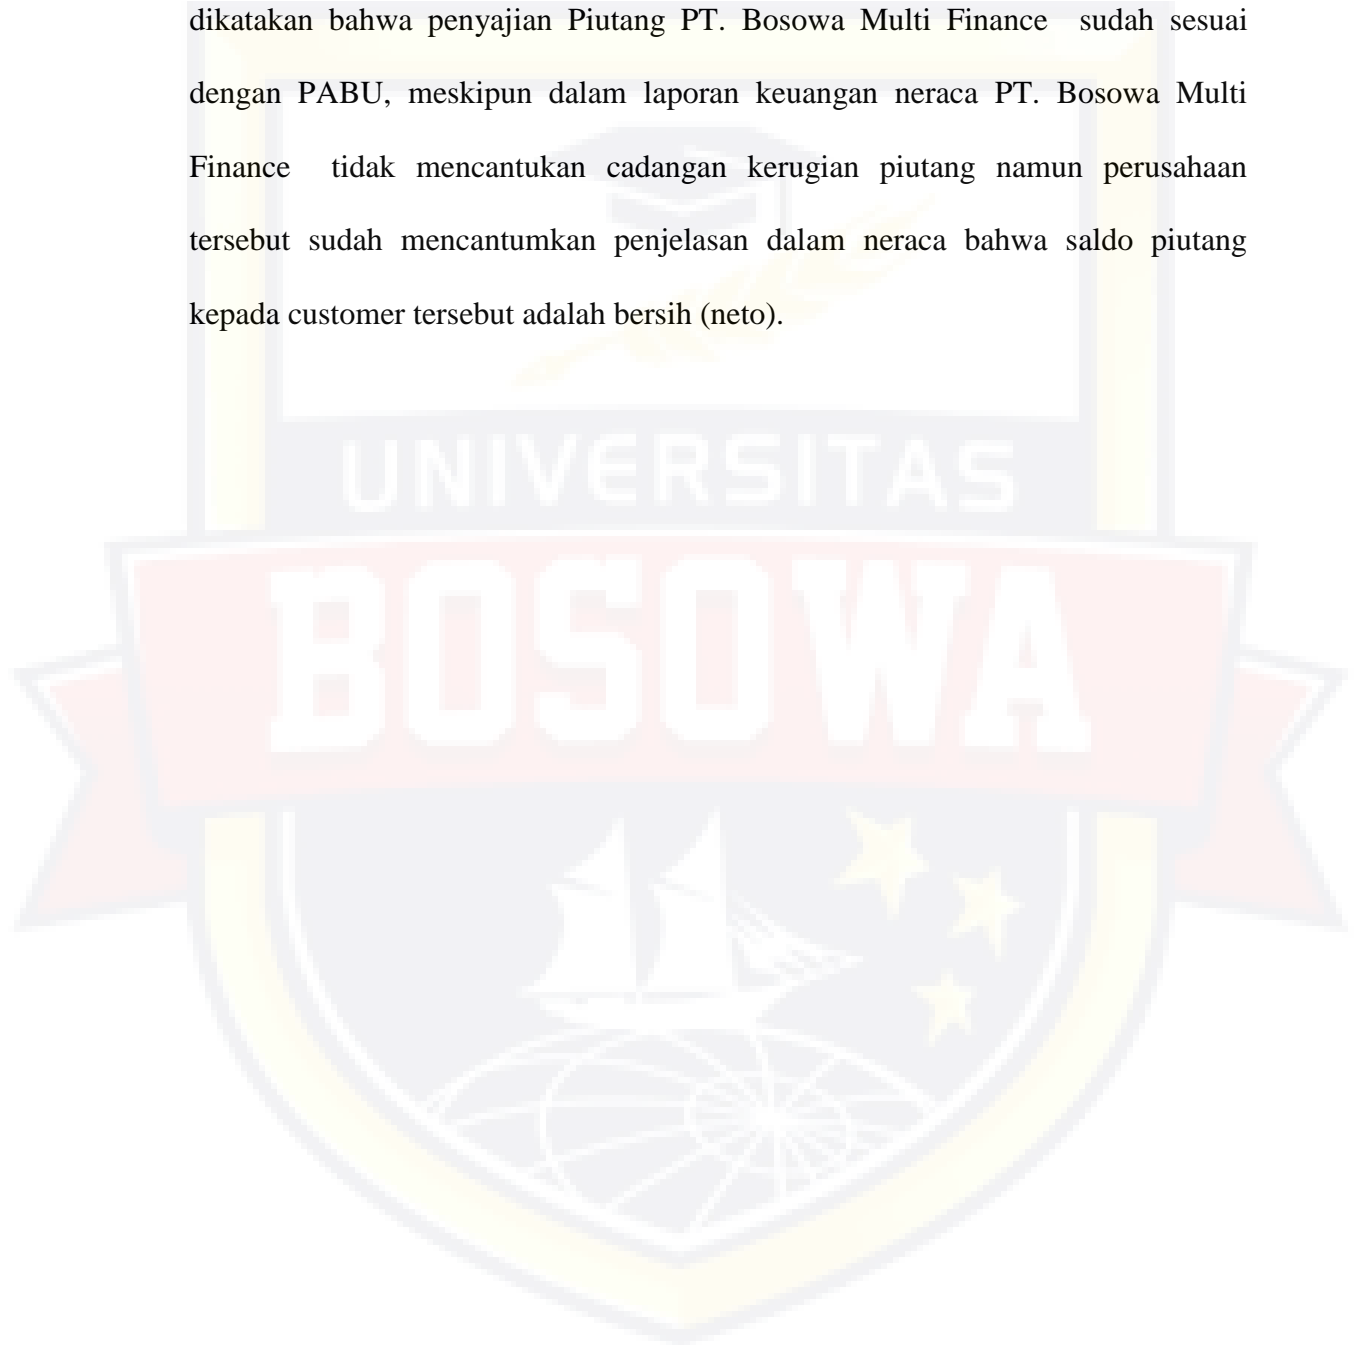 dikatakan bahwa penyajian Piutang PT. Bosowa Multi Finance sudah sesuai
dengan PABU, meskipun dalam laporan keuangan neraca PT. Bosowa Multi
Finance tidak mencantukan cadangan kerugian piutang namun perusahaan
tersebut sudah mencantumkan penjelasan dalam neraca bahwa saldo piutang
kepada customer tersebut adalah bersih (neto).
UNIVERSITAS
BOSOWA